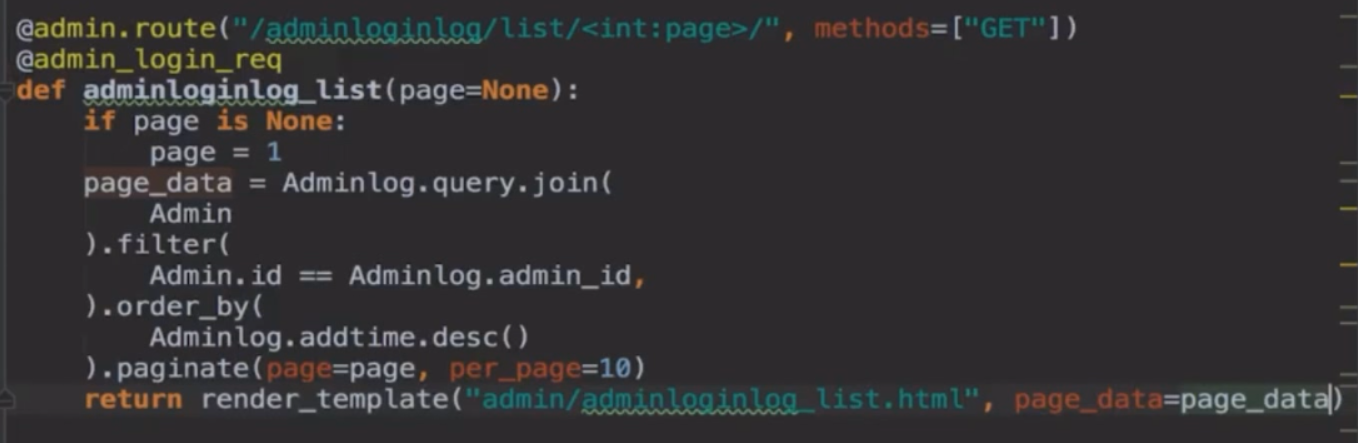 @admin.route("/adminloginlog/list/<int:page>/", methods=["GET"])
@admin_login_req
def adminloginlog_list(page=None):
    if page is None:
        page = 1
    page_data = Adminlog.query.join(
        Admin
    ).filter(
        Admin.id == Adminlog.admin_id,
    ).order_by(
        Adminlog.addtime.desc()
    ).paginate(page=page, per_page=10)
    return render_template("admin/adminloginlog_list.html", page_data=page_data)